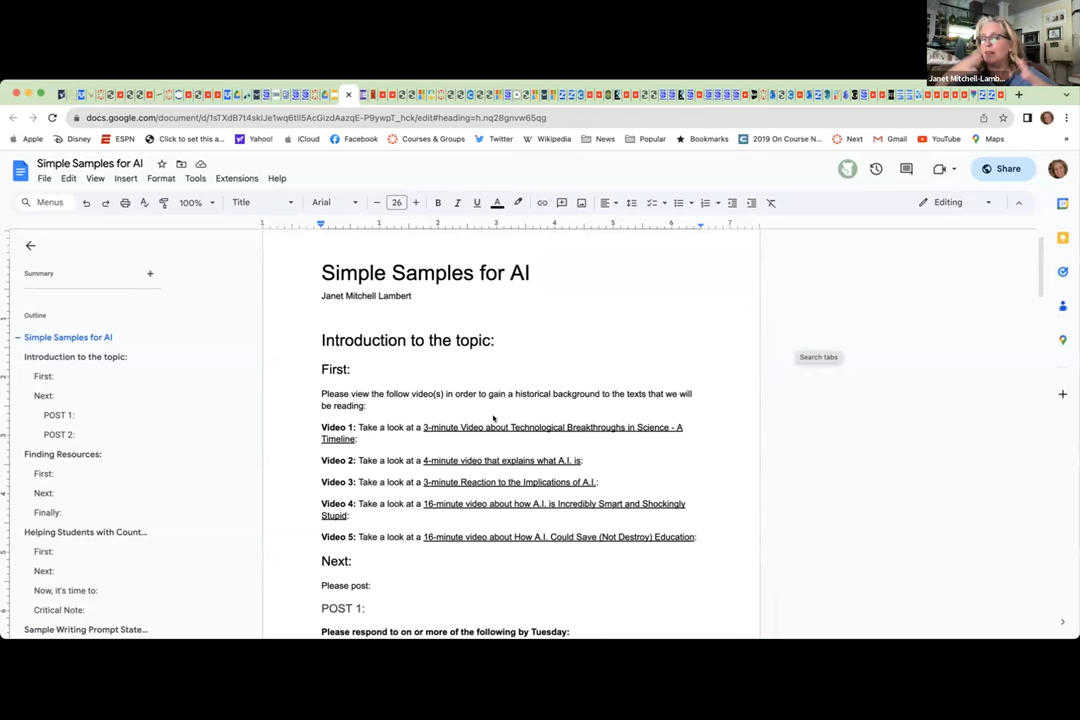 Janet Mitchell-Lamb...
docs.google.com/document/d/1sTXdB7t4skIJe1wq6tIl5AcGizdAazqE-P9ywpT_hck/edit#heading=h.nq28gnvw65qg
Apple Disney ESPN Click to set this a... Yahoo! iCloud Facebook Courses & Groups Twitter Wikipedia News Popular Bookmarks 2019 On Course N... Next Gmail YouTube Maps »
Simple Samples for AI
File Edit View Insert Format Tools Extensions Help
Share
Menus 100% Title Arial – 26 + B I U A Editing
1 1 2 3 4 5 6 7
Summary +
Outline
Simple Samples for AI
Introduction to the topic:
First:
Next:
POST 1:
POST 2:
Finding Resources:
First:
Next:
Finally:
Helping Students with Count...
First:
Next:
Now, it's time to:
Critical Note:
Sample Writing Prompt State...
Simple Samples for AI
Janet Mitchell Lambert
Introduction to the topic:
First:
Please view the follow video(s) in order to gain a historical background to the texts that we will
be reading:
Video 1: Take a look at a 3-minute Video about Technological Breakthroughs in Science - A
Timeline:
Video 2: Take a look at a 4-minute video that explains what A.I. is:
Video 3: Take a look at a 3-minute Reaction to the Implications of A.I.:
Video 4: Take a look at a 16-minute video about how A.I. is Incredibly Smart and Shockingly
Stupid:
Video 5: Take a look at a 16-minute video about How A.I. Could Save (Not Destroy) Education:
Next:
Please post:
POST 1:
Please respond to on or more of the following by Tuesday:
Search tabs